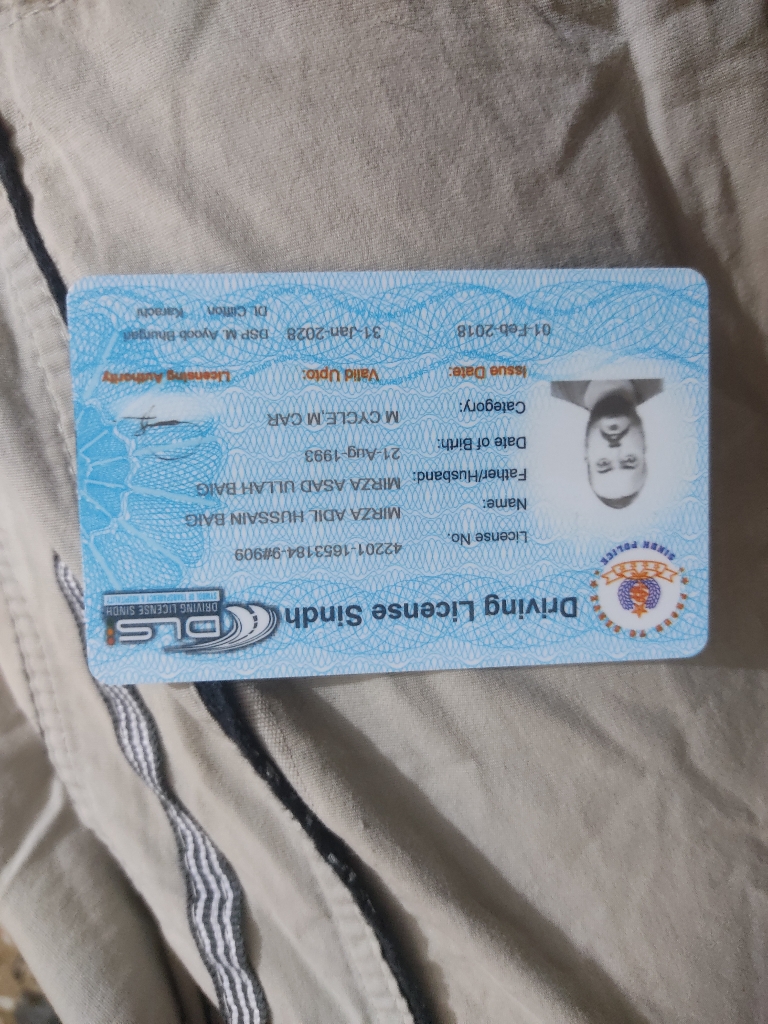 Driving License Sindh
DLS
DRIVING LICENSE SINDH
SINDH POLICE
License No. 42201-1653184-9#909
Name: MIRZA ADIL HUSSAIN BAIG
Father/Husband: MIRZA ASAD ULLAH BAIG
Date of Birth: 21-Aug-1993
Category: M CYCLE,M CAR
Issue Date: Valid Upto: Licensing Authority
01-Feb-2018 31-Jan-2028 DSP M. Ayoob Bhurgari
DL Clifton Karachi